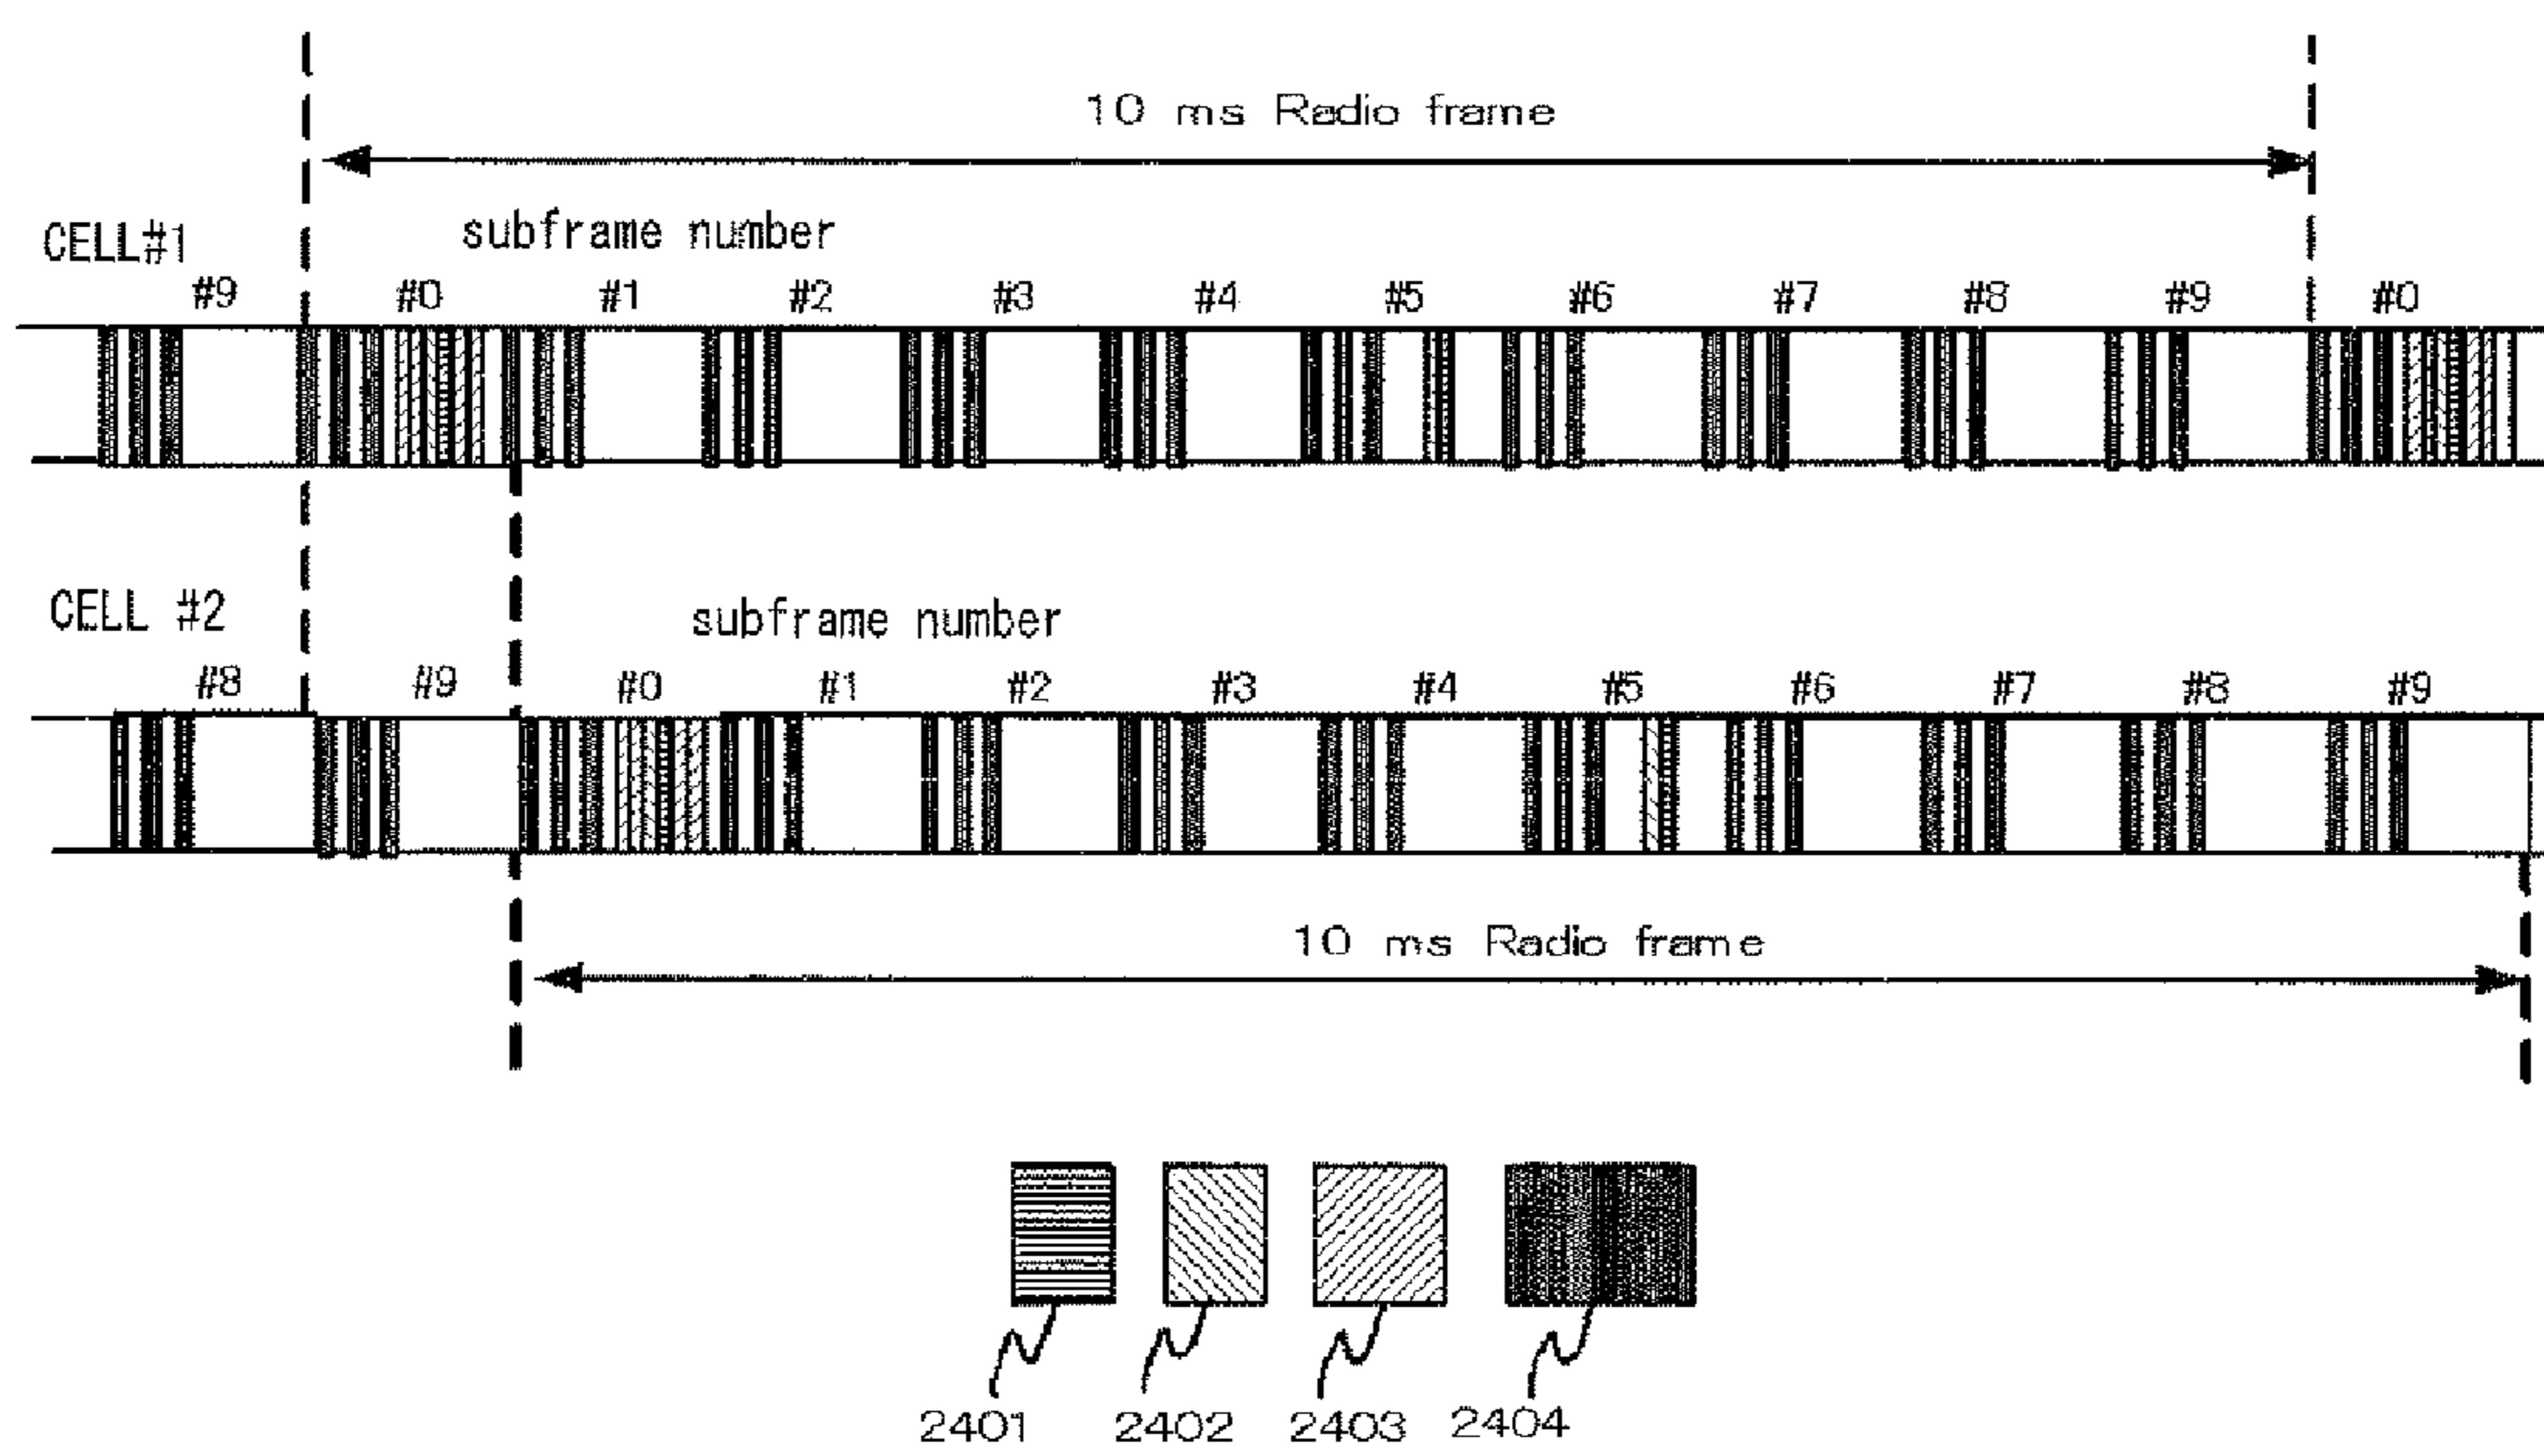 10 ms Radio frame
CELL#1
subframe number
#9 #0 #1 #2 #3 #4 #5 #6 #7 #8 #9 #0
CELL #2
subframe number
#8 #9 #0 #1 #2 #3 #4 #5 #6 #7 #8 #9
10 ms Radio frame
2401 2402 2403 2404